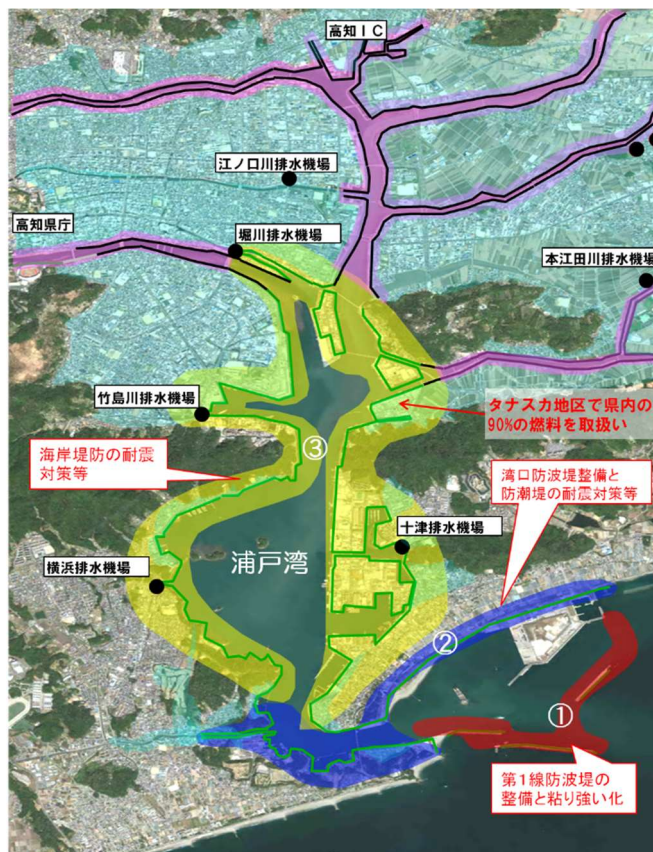 高知IC
江ノ口川排水機場
高知県庁
堀川排水機場
本江田川排水機場
竹島川排水機場
タナスカ地区で県内の
90%の燃料を取扱い
海岸堤防の耐震
対策等
③
湾口防波堤整備と
防潮堤の耐震対策等
十津排水機場
横浜排水機場
浦戸湾
②
①
第1線防波堤の
整備と粘り強い化